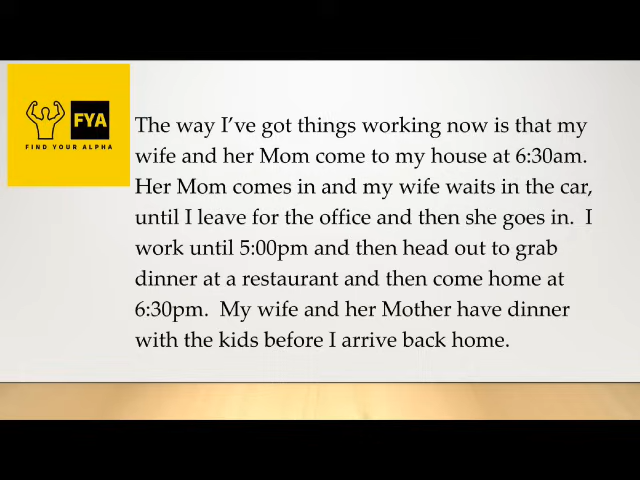 FYA
FIND YOUR ALPHA
The way I've got things working now is that my
wife and her Mom come to my house at 6:30am.
Her Mom comes in and my wife waits in the car,
until I leave for the office and then she goes in.  I
work until 5:00pm and then head out to grab
dinner at a restaurant and then come home at
6:30pm.  My wife and her Mother have dinner
with the kids before I arrive back home.